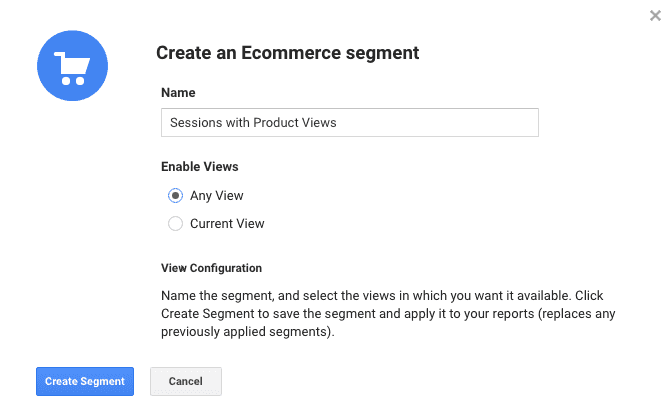 Create an Ecommerce segment
Name
Sessions with Product Views
Enable Views
Any View
Current View
View Configuration
Name the segment, and select the views in which you want it available. Click
Create Segment to save the segment and apply it to your reports (replaces any
previously applied segments).
Create Segment
Cancel